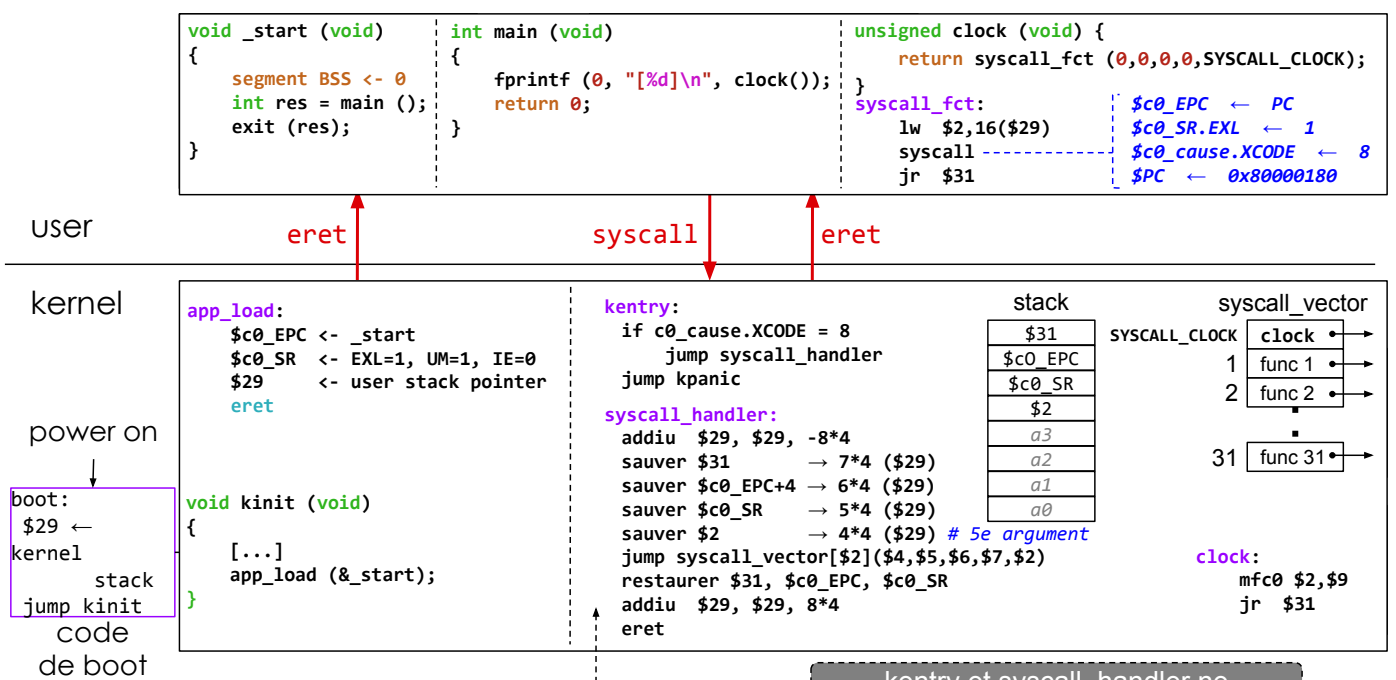 void _start (void)
{
segment BSS <- 0
int res = main ();
exit (res);
}
int main (void)
{
fprintf (0, "[%d]\n", clock());
return 0;
}
unsigned clock (void) {
return syscall_fct (0,0,0,0,SYSCALL_CLOCK);
}
syscall_fct:
lw $2,16($29)
syscall
jr $31
$c0_EPC ← PC
$c0_SR.EXL ← 1
$c0_cause.XCODE ← 8
$PC ← 0x80000180
user
eret
syscall
eret
kernel
power on
boot:
$29 ←
kernel
stack
jump kinit
code
de boot
app_load:
$c0_EPC <- _start
$c0_SR <- EXL=1, UM=1, IE=0
$29 <- user stack pointer
eret
void kinit (void)
{
[...]
app_load (&_start);
}
kentry:
if c0_cause.XCODE = 8
jump syscall_handler
jump kpanic
syscall_handler:
addiu $29, $29, -8*4
sauver $31 → 7*4 ($29)
sauver $c0_EPC+4 → 6*4 ($29)
sauver $c0_SR → 5*4 ($29)
sauver $2 → 4*4 ($29) # 5e argument
jump syscall_vector[$2]($4,$5,$6,$7,$2)
restaurer $31, $c0_EPC, $c0_SR
addiu $29, $29, 8*4
eret
stack
$31
$cO_EPC
$c0_SR
$2
a3
a2
a1
a0
syscall_vector
SYSCALL_CLOCK clock
1 func 1
2 func 2
31 func 31
clock:
mfc0 $2,$9
jr $31
kentry et syscall_handler ne